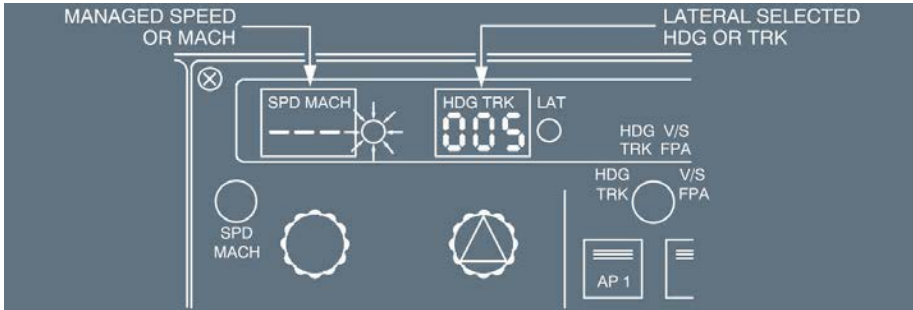 MANAGED SPEED
OR MACH
LATERAL SELECTED
HDG OR TRK
SPD MACH
---
HDG TRK
005
LAT
HDG V/S
TRK FPA
HDG V/S
TRK FPA
SPD
MACH
AP 1